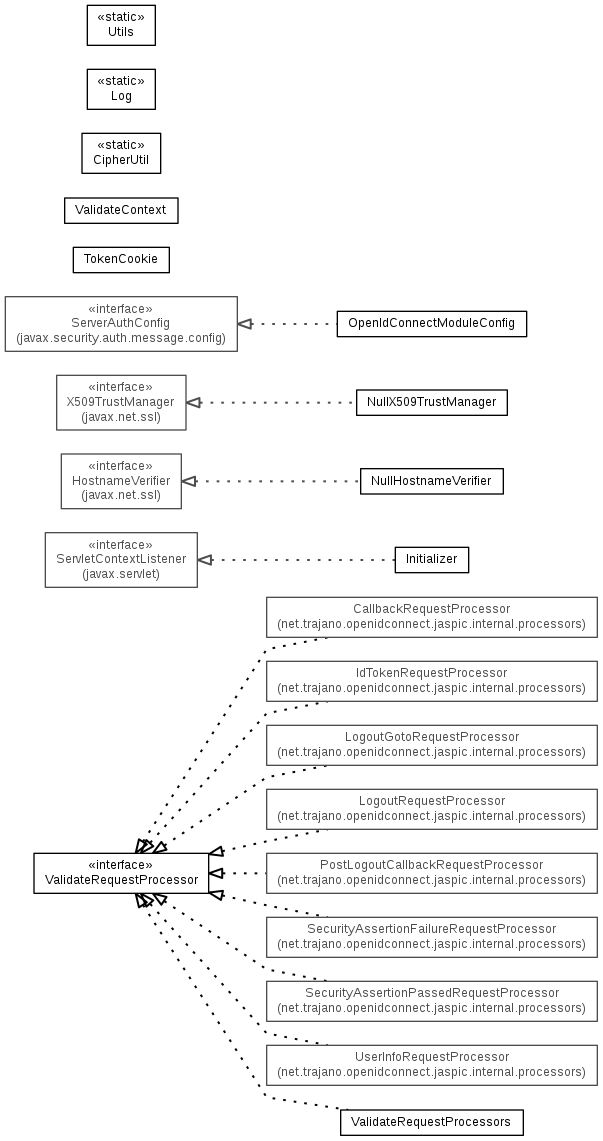 «static»
Utils
«static»
Log
«static»
CipherUtil
ValidateContext
TokenCookie
«interface»
ServerAuthConfig
(javax.security.auth.message.config)
OpenIdConnectModuleConfig
«interface»
X509TrustManager
(javax.net.ssl)
NullX509TrustManager
«interface»
HostnameVerifier
(javax.net.ssl)
NullHostnameVerifier
«interface»
ServletContextListener
(javax.servlet)
Initializer
CallbackRequestProcessor
(net.trajano.openidconnect.jaspic.internal.processors)
IdTokenRequestProcessor
(net.trajano.openidconnect.jaspic.internal.processors)
LogoutGotoRequestProcessor
(net.trajano.openidconnect.jaspic.internal.processors)
LogoutRequestProcessor
(net.trajano.openidconnect.jaspic.internal.processors)
«interface»
ValidateRequestProcessor
PostLogoutCallbackRequestProcessor
(net.trajano.openidconnect.jaspic.internal.processors)
SecurityAssertionFailureRequestProcessor
(net.trajano.openidconnect.jaspic.internal.processors)
SecurityAssertionPassedRequestProcessor
(net.trajano.openidconnect.jaspic.internal.processors)
UserInfoRequestProcessor
(net.trajano.openidconnect.jaspic.internal.processors)
ValidateRequestProcessors